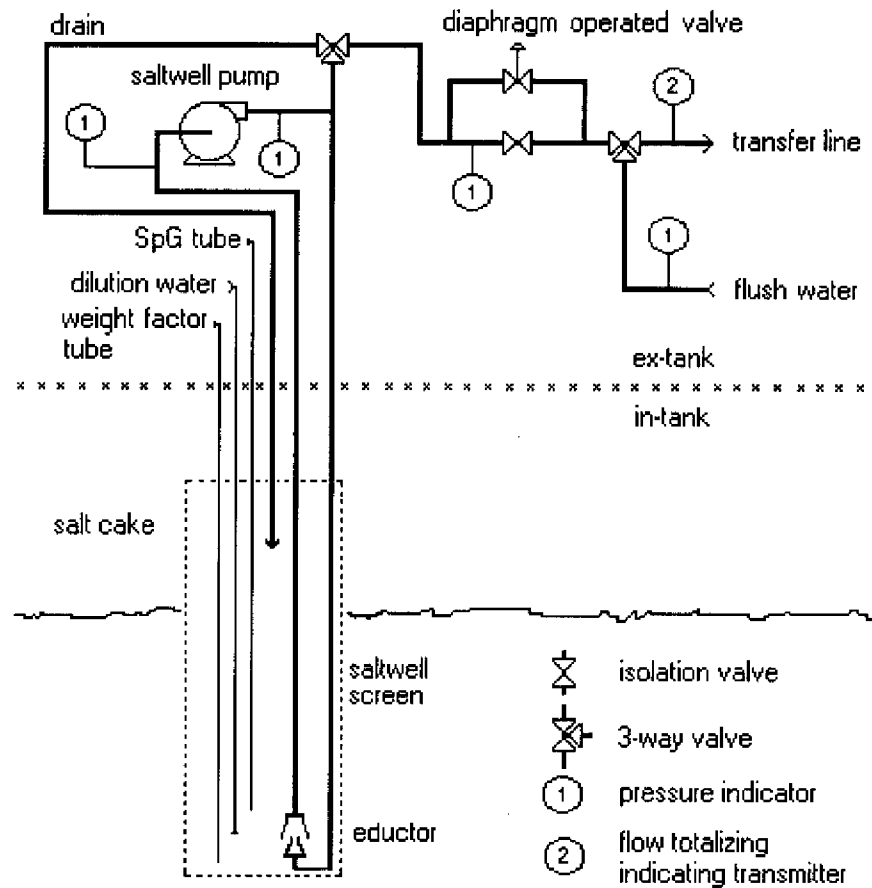 drain
diaphragm operated valve
saltwell pump
1
2
1
transfer line
1
SpG tube
1
dilution water
flush water
weight factor
tube
ex-tank
in-tank
salt cake
saltwell
screen
isolation valve
3-way valve
1
pressure indicator
eductor
2
flow totalizing
indicating transmitter